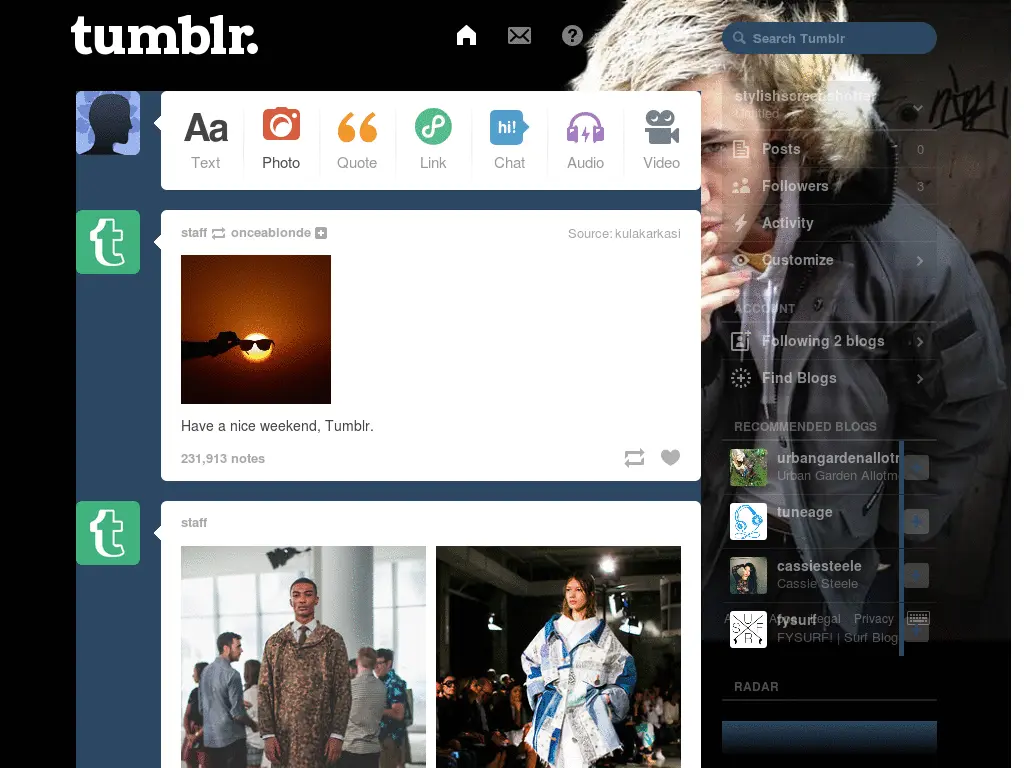 tumblr.
?
Search Tumblr
Aa
hi!
Text
Photo
Quote
Link
Chat
Audio
Video
stylishscreenshotter
Untitled
Posts 0
Followers 3
Activity
Customize
ACCOUNT
Following 2 blogs
Find Blogs
RECOMMENDED BLOGS
urbangardenallotm
Urban Garden Allotm
tuneage
cassiesteele
Cassie Steele
fysurf
FYSURF! | Surf Blog
Legal Privacy
SURF
RADAR
staff onceablonde
Source: kulakarkasi
Have a nice weekend, Tumblr.
231,913 notes
t
staff
t